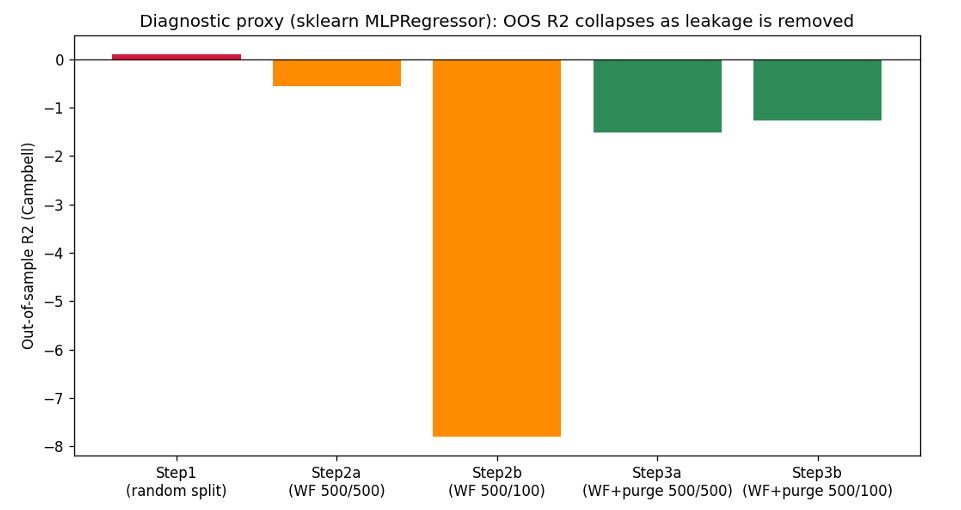 Diagnostic proxy (sklearn MLPRegressor): OOS R2 collapses as leakage is removed
Out-of-sample R2 (Campbell)
0
−1
−2
−3
−4
−5
−6
−7
−8
Step1
(random split)
Step2a
(WF 500/500)
Step2b
(WF 500/100)
Step3a
(WF+purge 500/500)
Step3b
(WF+purge 500/100)